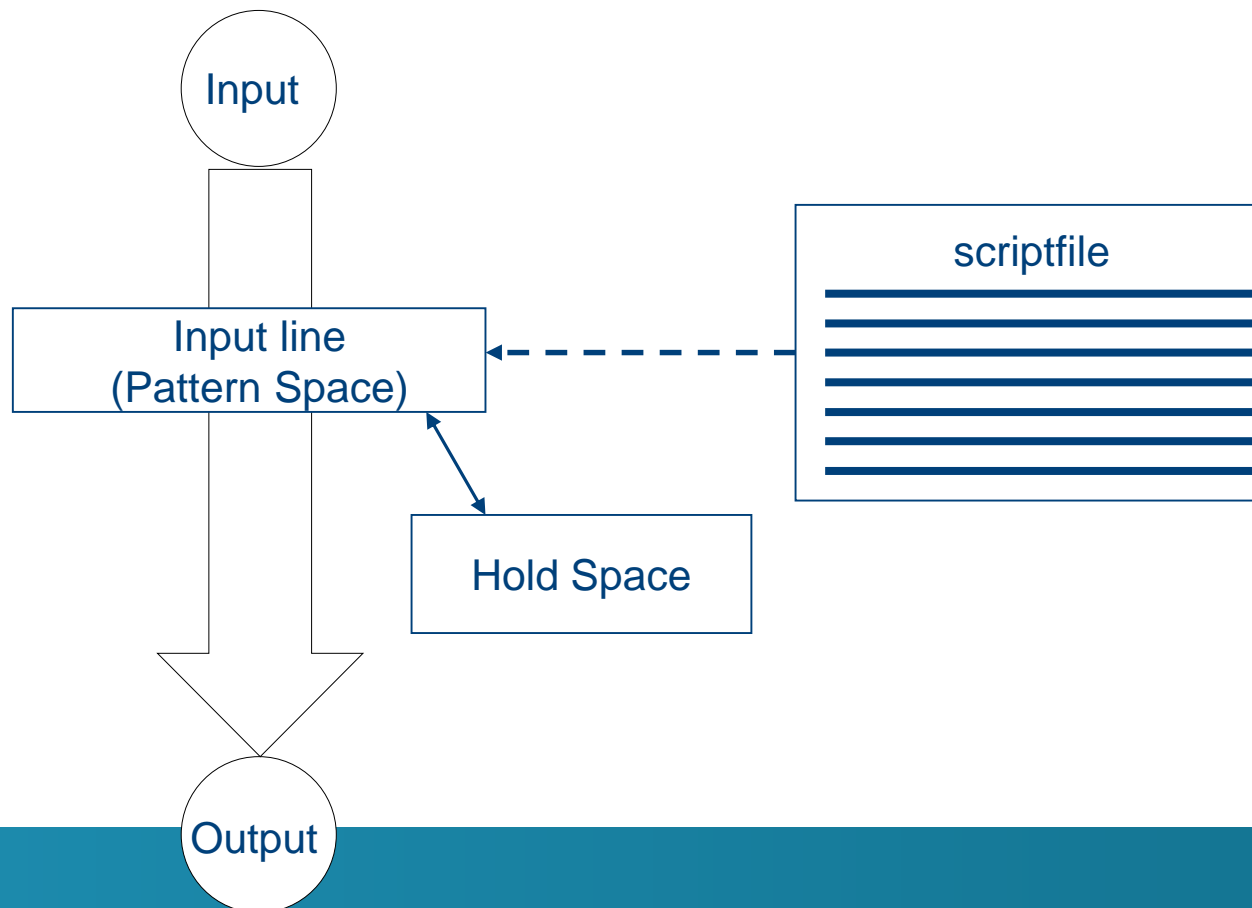 Input
scriptfile
Input line
(Pattern Space)
Hold Space
Output